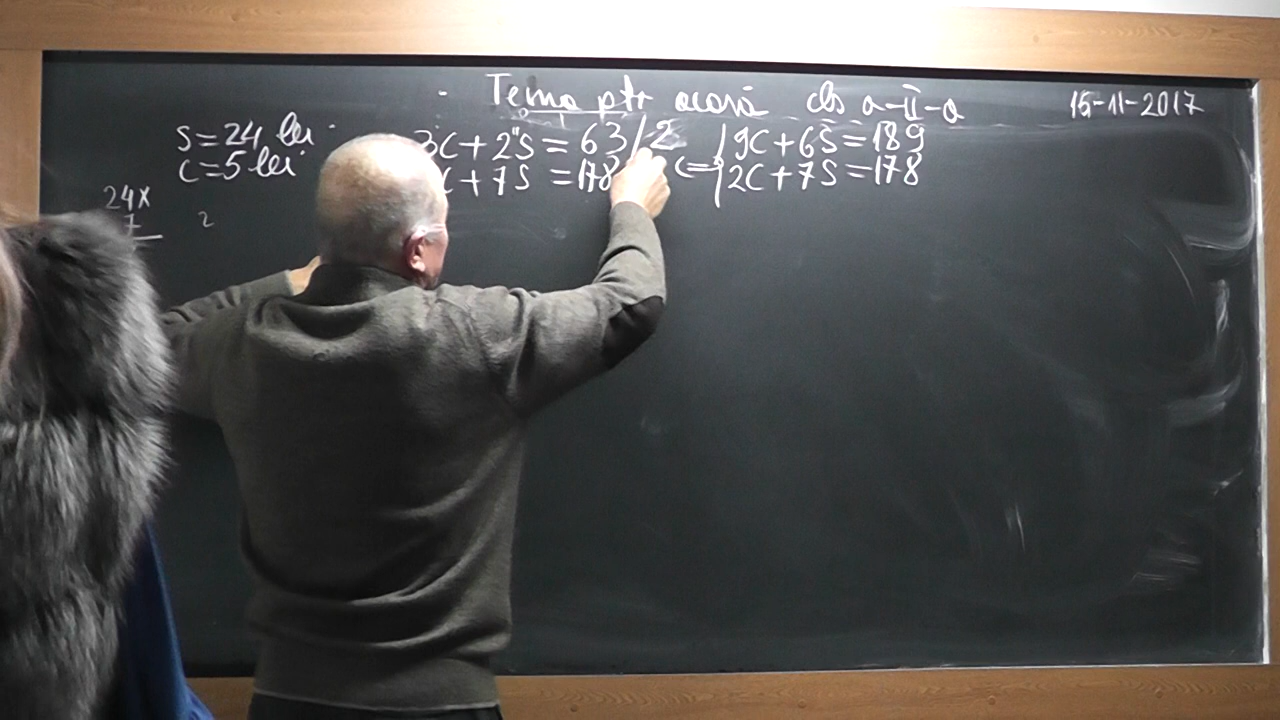 Tema ptr acasă cls a-II-a
15-11-2017
S=24 lei
C=5 lei
3C+2S=63/2
C+7S=178
<=>
9C+6S=189
2C+7S=178
24x
7
2